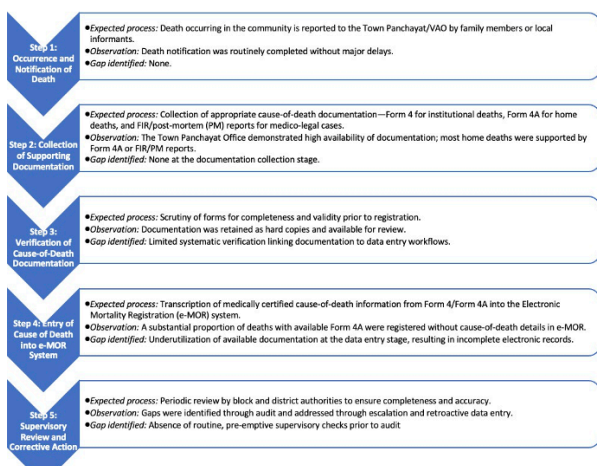 Step 1:
Occurrence and
Notification of
Death
●Expected process: Death occurring in the community is reported to the Town Panchayat/VAO by family members or local
informants.
●Observation: Death notification was routinely completed without major delays.
●Gap identified: None.
Step 2: Collection
of Supporting
Documentation
●Expected process: Collection of appropriate cause-of-death documentation—Form 4 for institutional deaths, Form 4A for home
deaths, and FIR/post-mortem (PM) reports for medico-legal cases.
●Observation: The Town Panchayat Office demonstrated high availability of documentation; most home deaths were supported by
Form 4A or FIR/PM reports.
●Gap identified: None at the documentation collection stage.
Step 3:
Verification of
Cause-of-Death
Documentation
●Expected process: Scrutiny of forms for completeness and validity prior to registration.
●Observation: Documentation was retained as hard copies and available for review.
●Gap identified: Limited systematic verification linking documentation to data entry workflows.
Step 4: Entry of
Cause of Death
into e-MOR
System
●Expected process: Transcription of medically certified cause-of-death information from Form 4/Form 4A into the Electronic
Mortality Registration (e-MOR) system.
●Observation: A substantial proportion of deaths with available Form 4A were registered without cause-of-death details in e-MOR.
●Gap identified: Underutilization of available documentation at the data entry stage, resulting in incomplete electronic records.
Step 5:
Supervisory
Review and
Corrective Action
●Expected process: Periodic review by block and district authorities to ensure completeness and accuracy.
●Observation: Gaps were identified through audit and addressed through escalation and retroactive data entry.
●Gap identified: Absence of routine, pre-emptive supervisory checks prior to audit